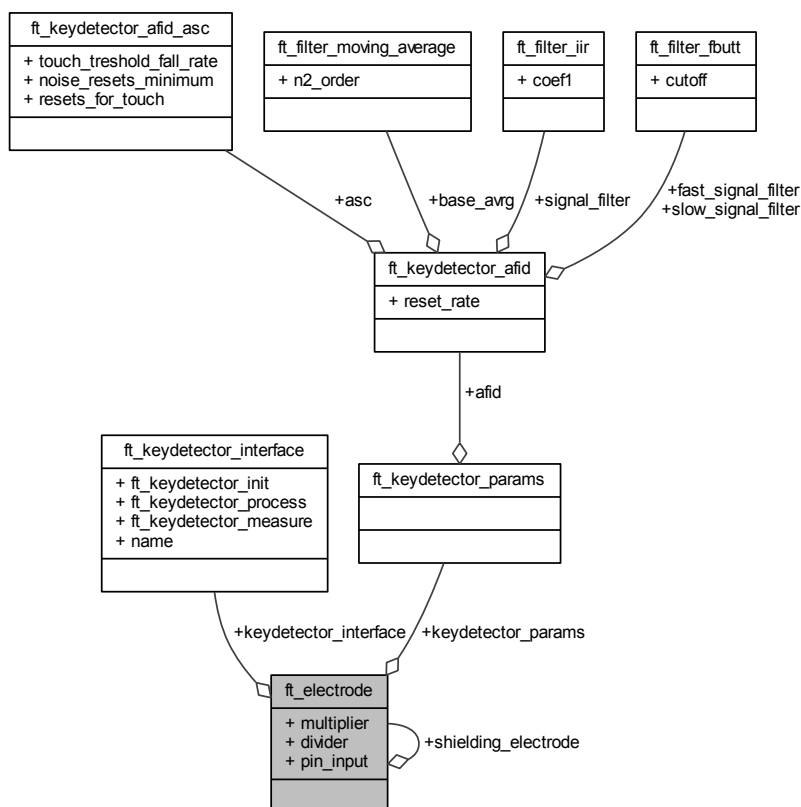 ft_keydetector_afid_asc
+ touch_treshold_fall_rate
+ noise_resets_minimum
+ resets_for_touch
ft_filter_moving_average
+ n2_order
ft_filter_iir
+ coef1
ft_filter_fbutt
+ cutoff
+asc
+base_avrg
+signal_filter
+fast_signal_filter
+slow_signal_filter
ft_keydetector_afid
+ reset_rate
+afid
ft_keydetector_interface
+ ft_keydetector_init
+ ft_keydetector_process
+ ft_keydetector_measure
+ name
ft_keydetector_params
+keydetector_interface
+keydetector_params
ft_electrode
+ multiplier
+ divider
+ pin_input
+shielding_electrode